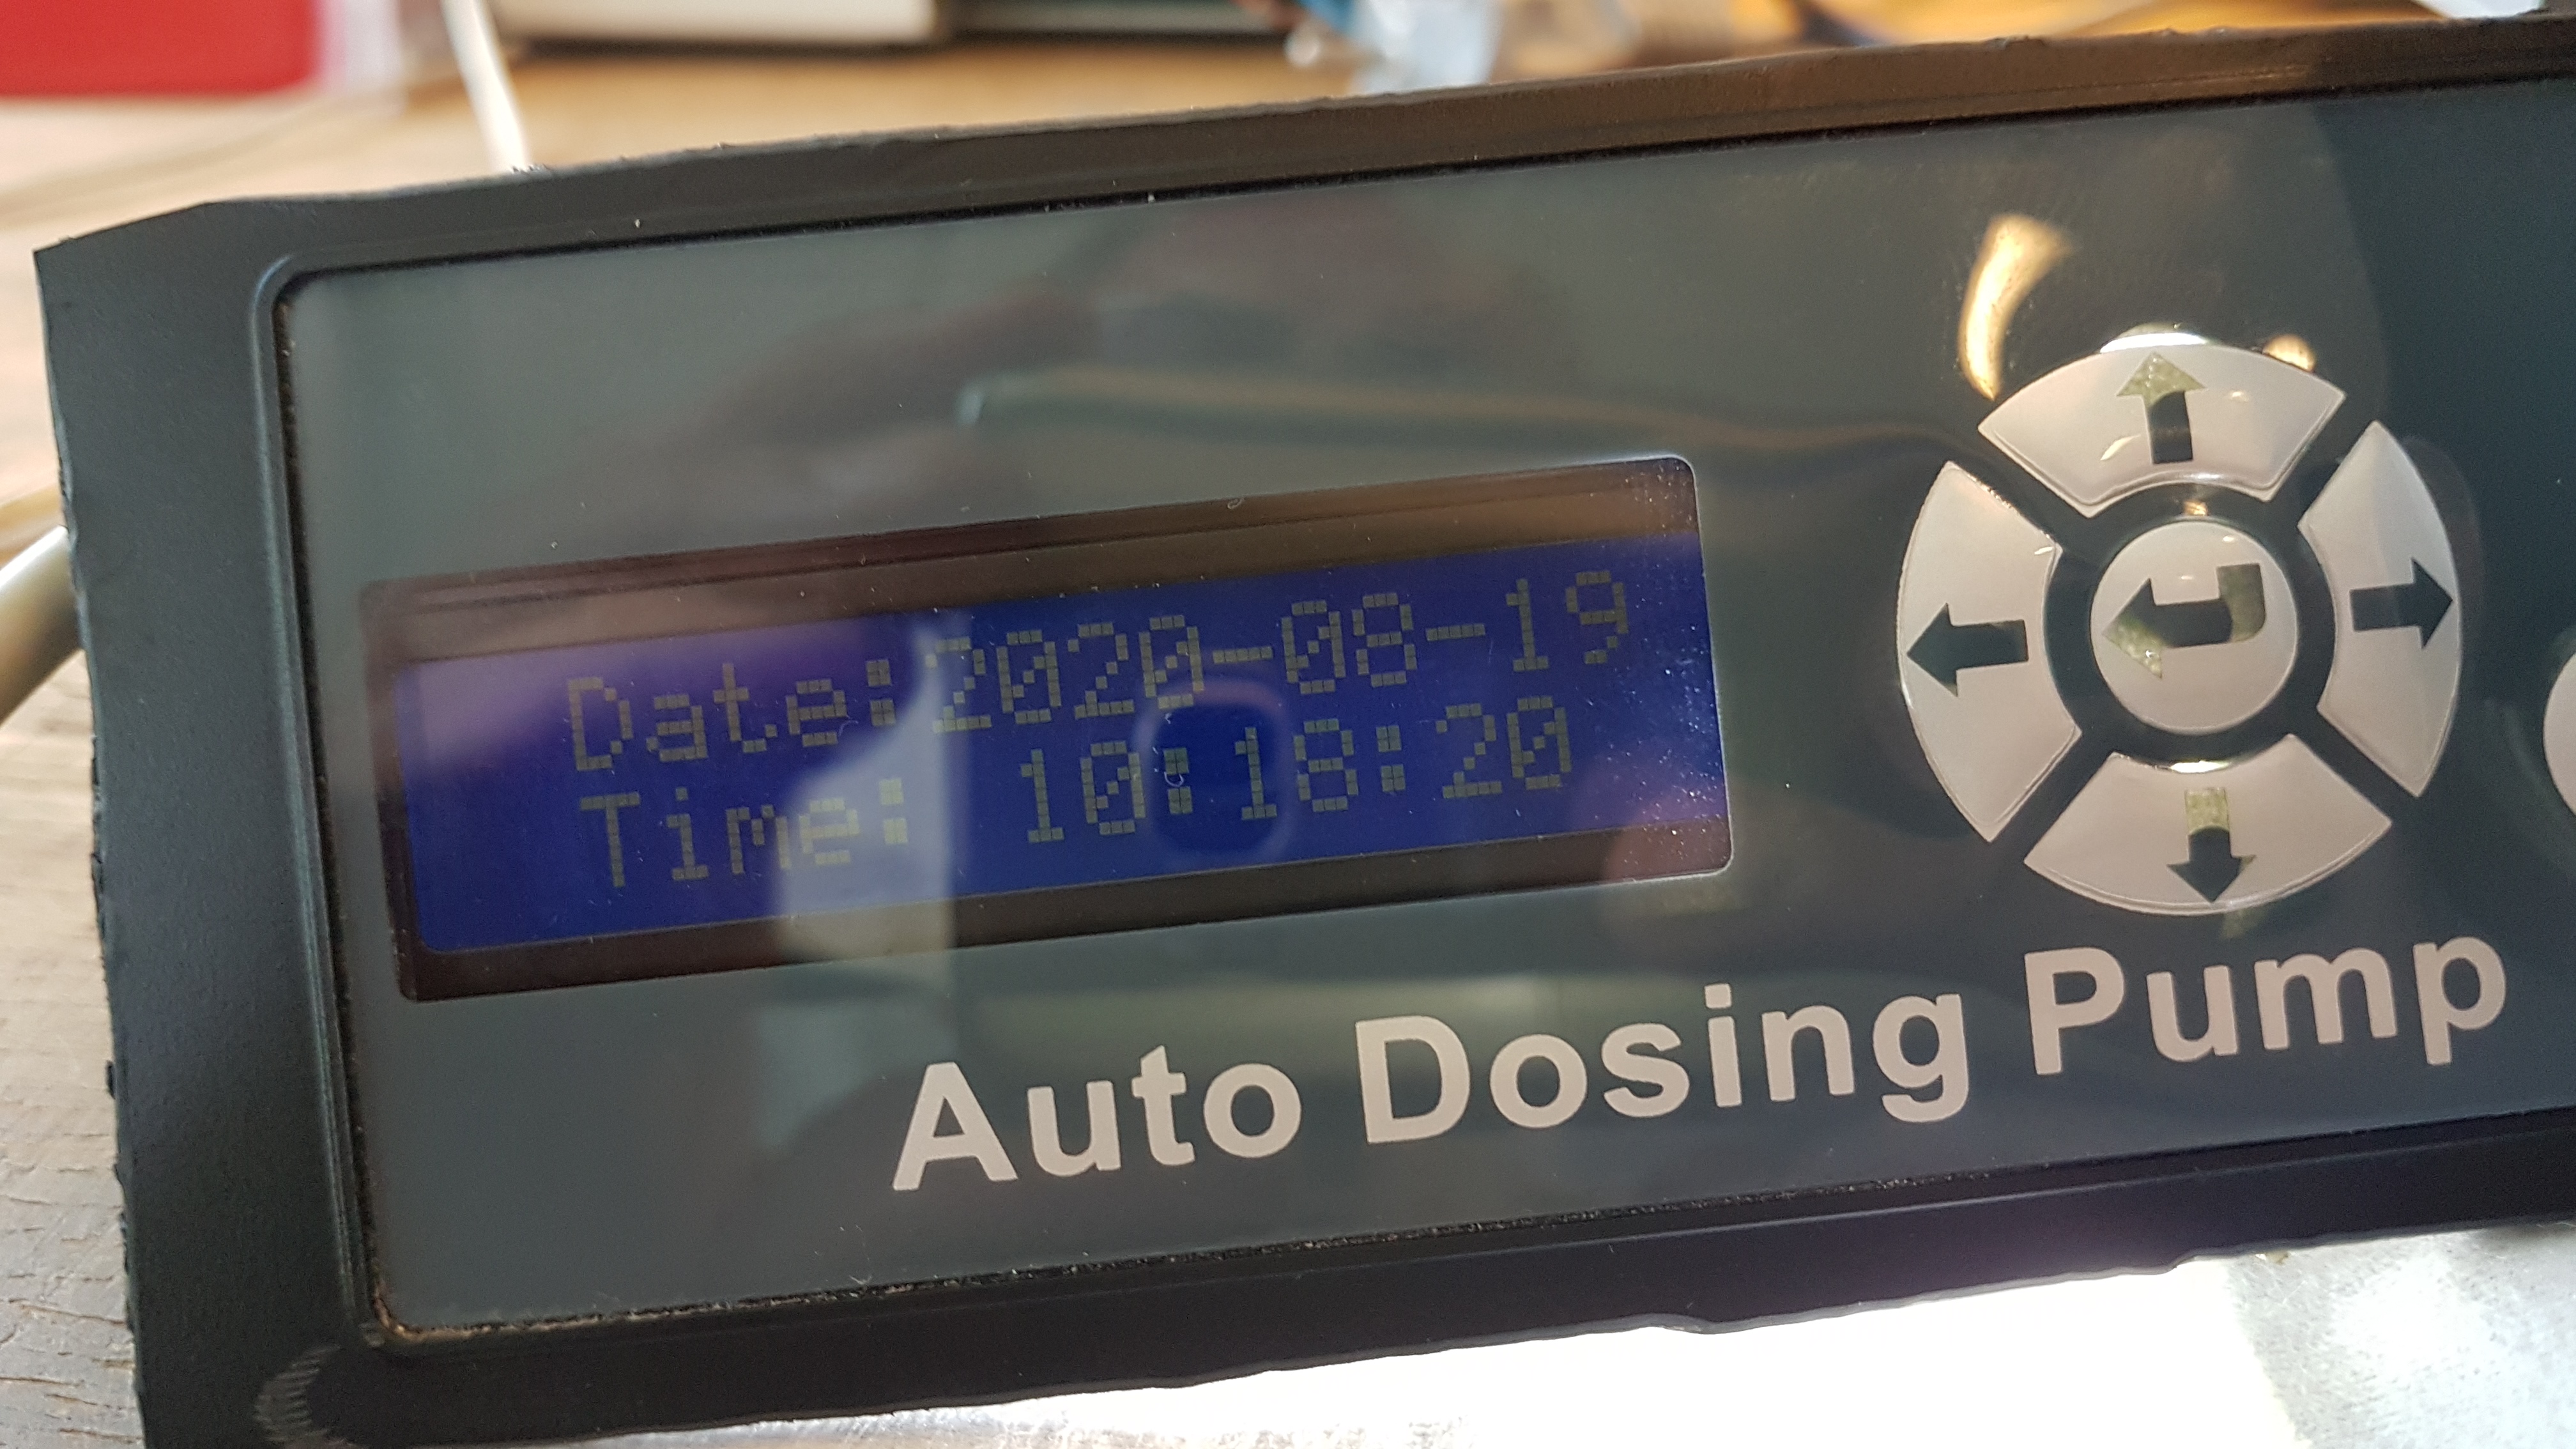 Date:2020-08-19
Time: 10:18:20
Auto Dosing Pump